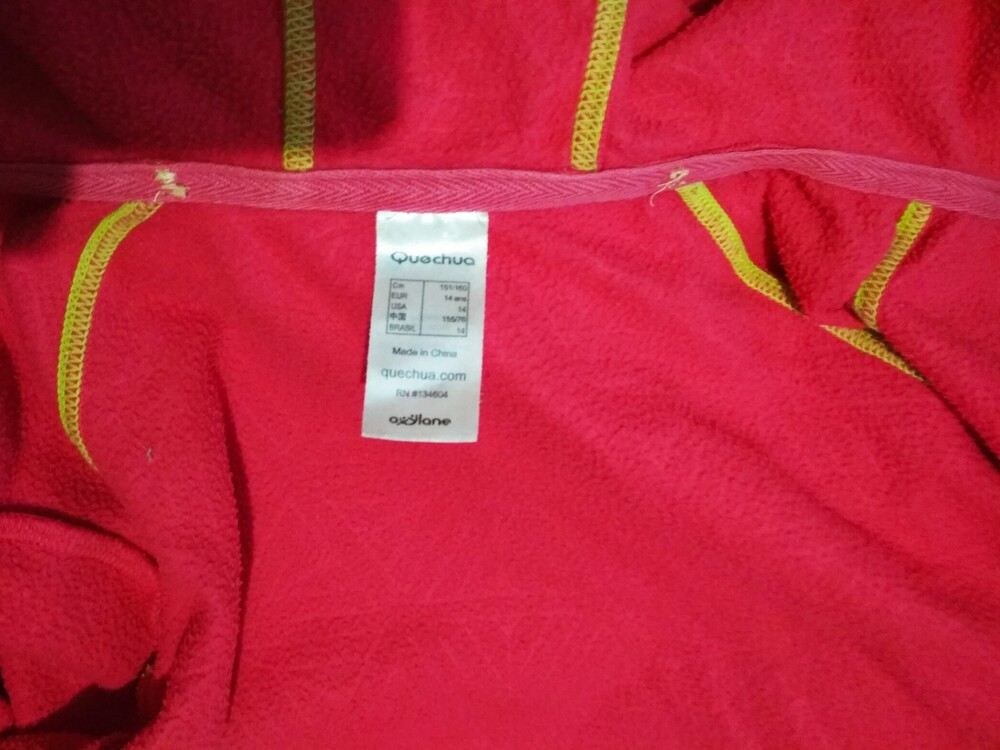 Quechua
Cm 151/160
EUR 14 ans
USA 14
中国 155/76
BRASIL 14
Made in China
quechua.com
RN #134604
oxylane